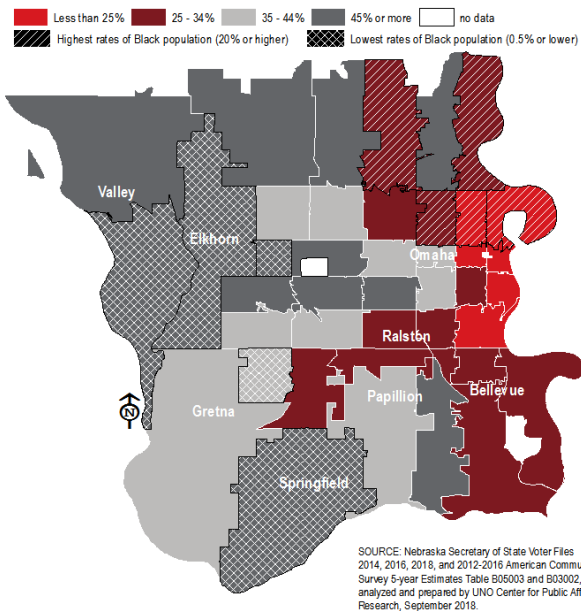 Less than 25% 25 - 34% 35 - 44% 45% or more no data
Highest rates of Black population (20% or higher) Lowest rates of Black population (0.5% or lower)
Valley
Elkhorn
Omaha
Ralston
Gretna
Papillion
Bellevue
N
Springfield
SOURCE: Nebraska Secretary of State Voter Files
2014, 2016, 2018, and 2012-2016 American Commu
Survey 5-year Estimates Table B05003 and B03002,
analyzed and prepared by UNO Center for Public Aff
Research, September 2018.